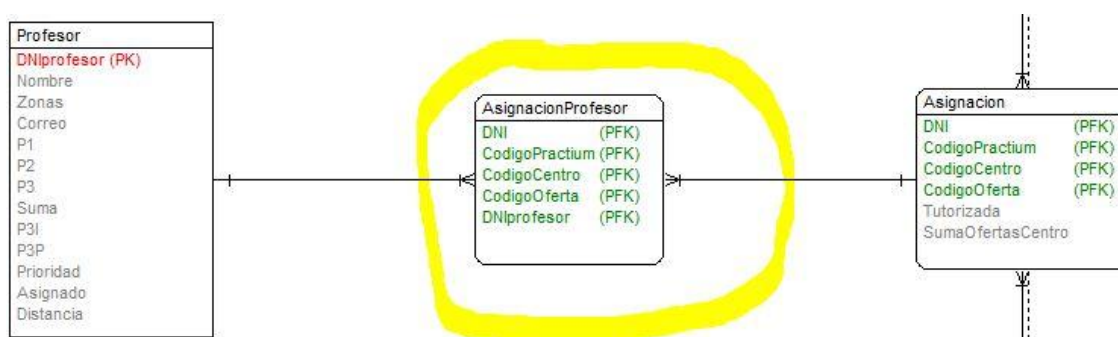 Profesor
DNIprofesor (PK)
Nombre
Zonas
Correo
P1
P2
P3
Suma
P3I
P3P
Prioridad
Asignado
Distancia
AsignacionProfesor
DNI (PFK)
CodigoPractium (PFK)
CodigoCentro (PFK)
CodigoOferta (PFK)
DNIprofesor (PFK)
Asignacion
DNI (PFK)
CodigoPractium (PFK)
CodigoCentro (PFK)
CodigoOferta (PFK)
Tutorizada
SumaOfertasCentro